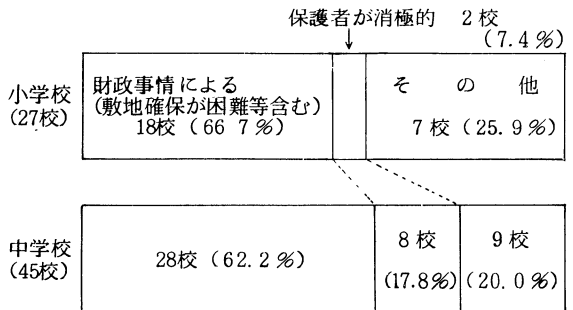 保護者が消極的 2校
(7.4%)
小学校
(27校)
財政事情による
(敷地確保が困難等含む)
18校(66 7%)
その他
7校(25.9%)
中学校
(45校)
28校(62.2%)
8校
(17.8%)
9校
(20.0%)